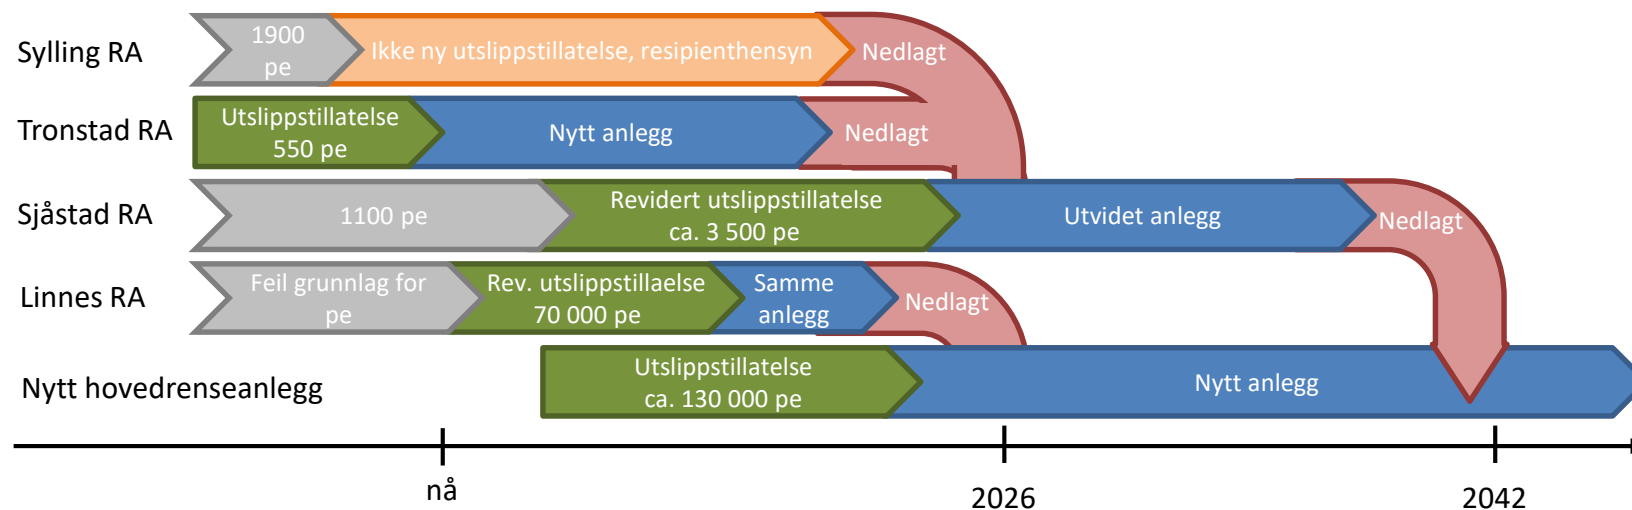 Sylling RA
1900
pe
Ikke ny utslippstillatelse, resipienthensyn
Nedlagt
Tronstad RA
Utslippstillatelse
550 pe
Nytt anlegg
Nedlagt
Sjåstad RA
1100 pe
Revidert utslippstillatelse
ca. 3 500 pe
Utvidet anlegg
Nedlagt
Linnes RA
Feil grunnlag for
pe
Rev. utslippstillaelse
70 000 pe
Samme
anlegg
Nedlagt
Nytt hovedrenseanlegg
Utslippstillatelse
ca. 130 000 pe
Nytt anlegg
nå
2026
2042